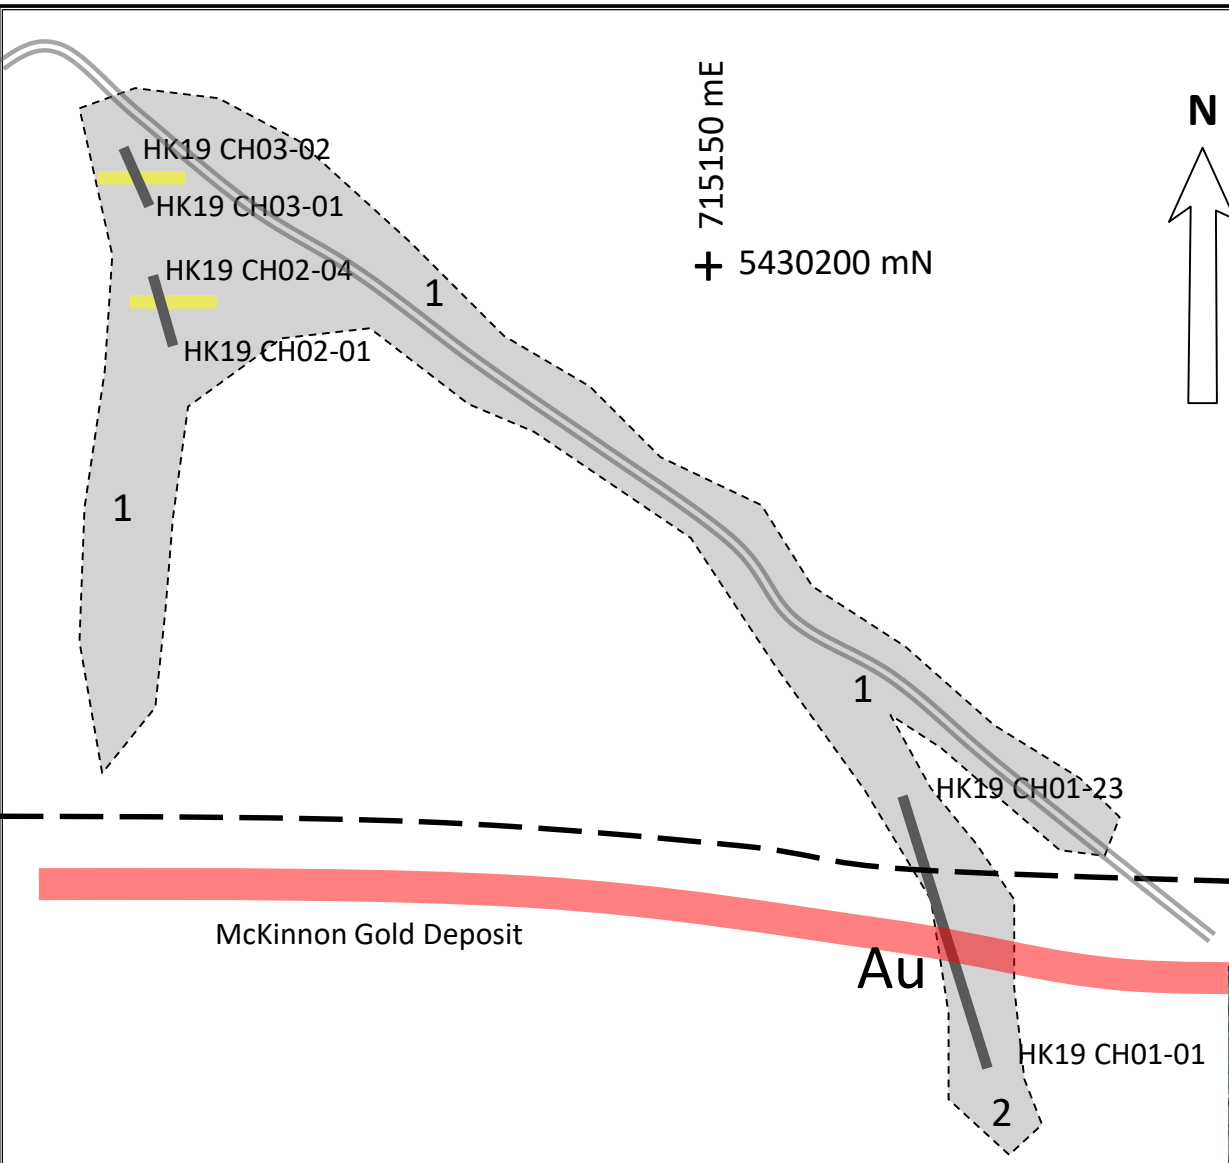 715150 mE
N
HK19 CH03-02
HK19 CH03-01
5430200 mN
HK19 CH02-04
1
HK19 CH02-01
1
1
HK19 CH01-23
McKinnon Gold Deposit
Au
HK19 CH01-01
2